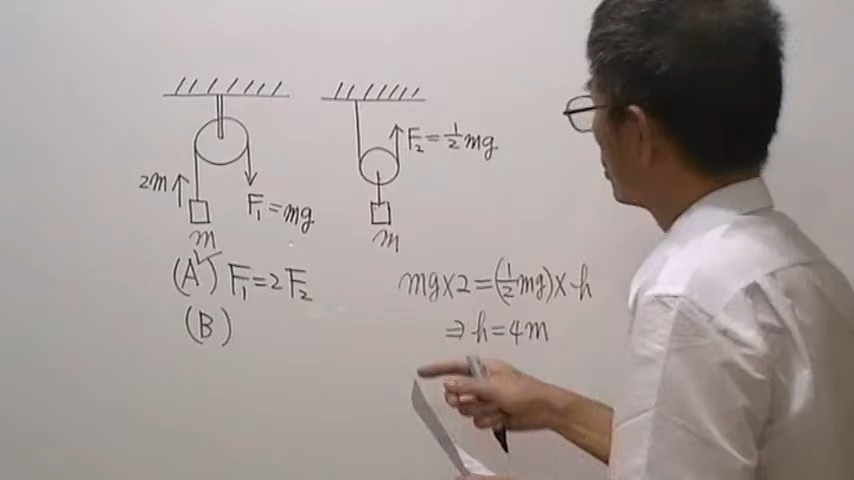 2m
F₁=mg
m
F₂=½mg
m
(A) F₁=2F₂
(B)
mg×2=(½mg)×h
⇒h=4m